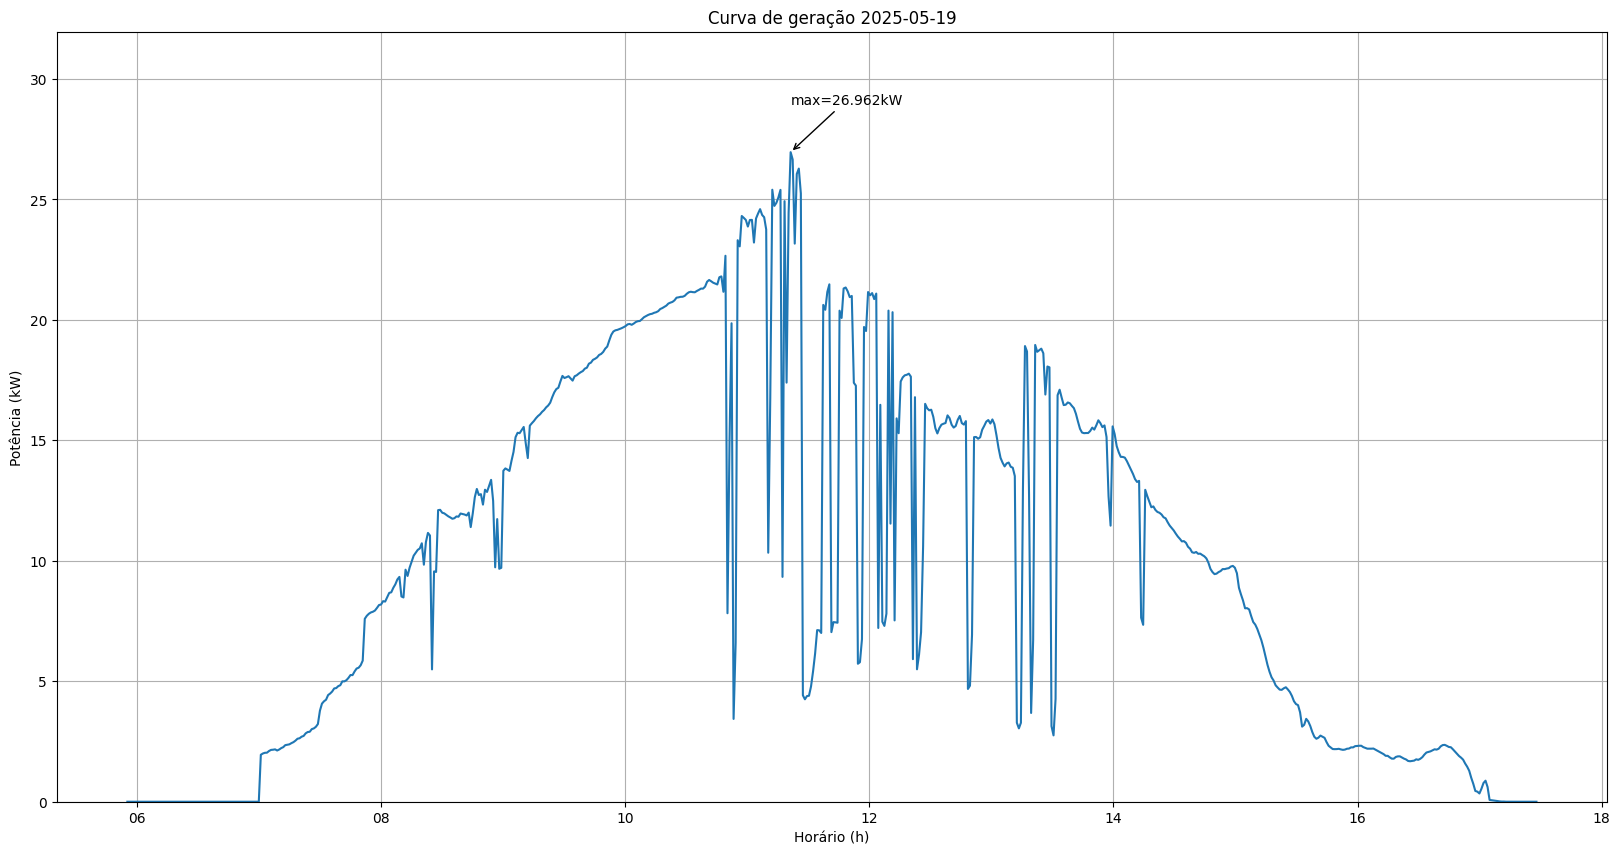 Curva de geração 2025-05-19
max=26.962kW
Potência (kW)
30
25
20
15
10
5
0
06 08 10 12 14 16 18
Horário (h)